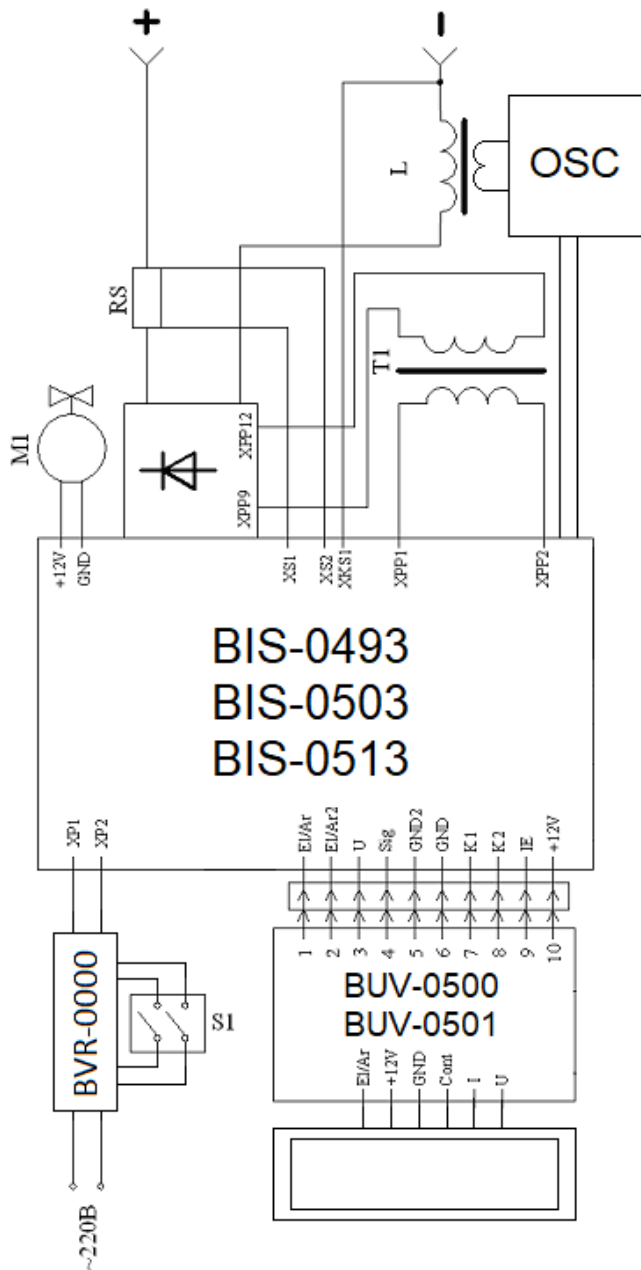 +
-
L
OSC
RS
T1
M1
XPP12
XPP9
+12V
GND
XS1
XS2
XKS1
XPP1
XPP2
BIS-0493
BIS-0503
BIS-0513
XP1
XP2
El/Ar
El/Ar2
U
Sig
GND2
GND
K1
K2
IE
+12V
BVR-0000
S1
1
2
3
4
5
6
7
8
9
10
BUV-0500
BUV-0501
El/Ar
+12V
GND
Cont
I
U
~220В